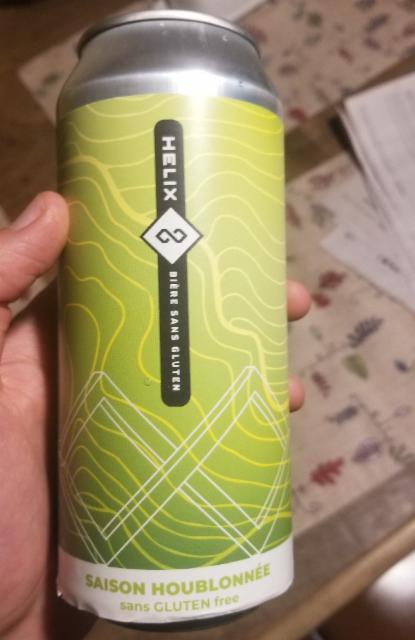 HELIX
BIÈRE SANS GLUTEN
SAISON HOUBLONNÉE
sans GLUTEN free